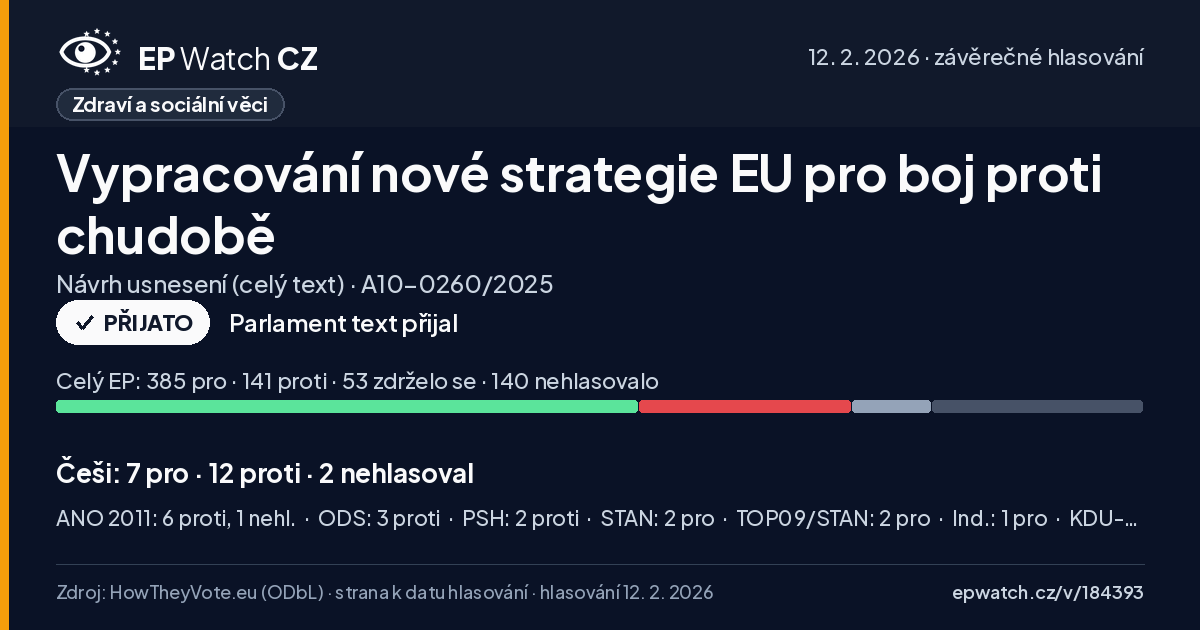 EP Watch CZ
12. 2. 2026 · závěrečné hlasování
Zdraví a sociální věci
Vypracování nové strategie EU pro boj proti
chudobě
Návrh usnesení (celý text) · A10–0260/2025
✓ PŘIJATO Parlament text přijal
Celý EP: 385 pro · 141 proti · 53 zdrželo se · 140 nehlasovalo
Češi: 7 pro · 12 proti · 2 nehlasoval
ANO 2011: 6 proti, 1 nehl. · ODS: 3 proti · PSH: 2 proti · STAN: 2 pro · TOP09/STAN: 2 pro · Ind.: 1 pro · KDU-…
Zdroj: HowTheyVote.eu (ODbL) · strana k datu hlasování · hlasování 12. 2. 2026
epwatch.cz/v/184393